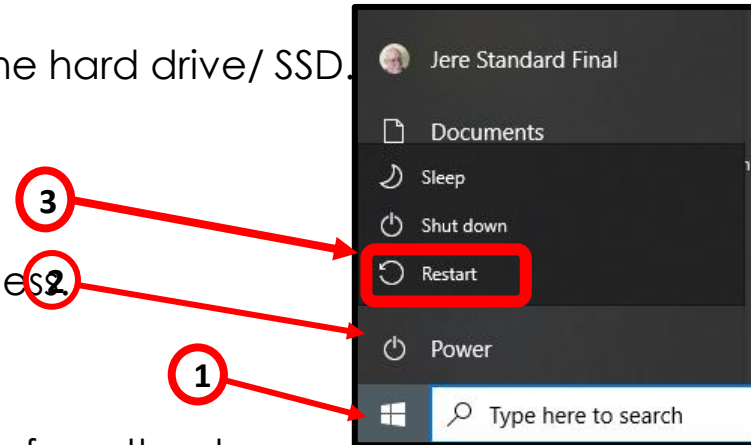 he hard drive/ SSD.
Jere Standard Final
Documents
Sleep
3
Shut down
Restart
2
Power
1
Type here to search